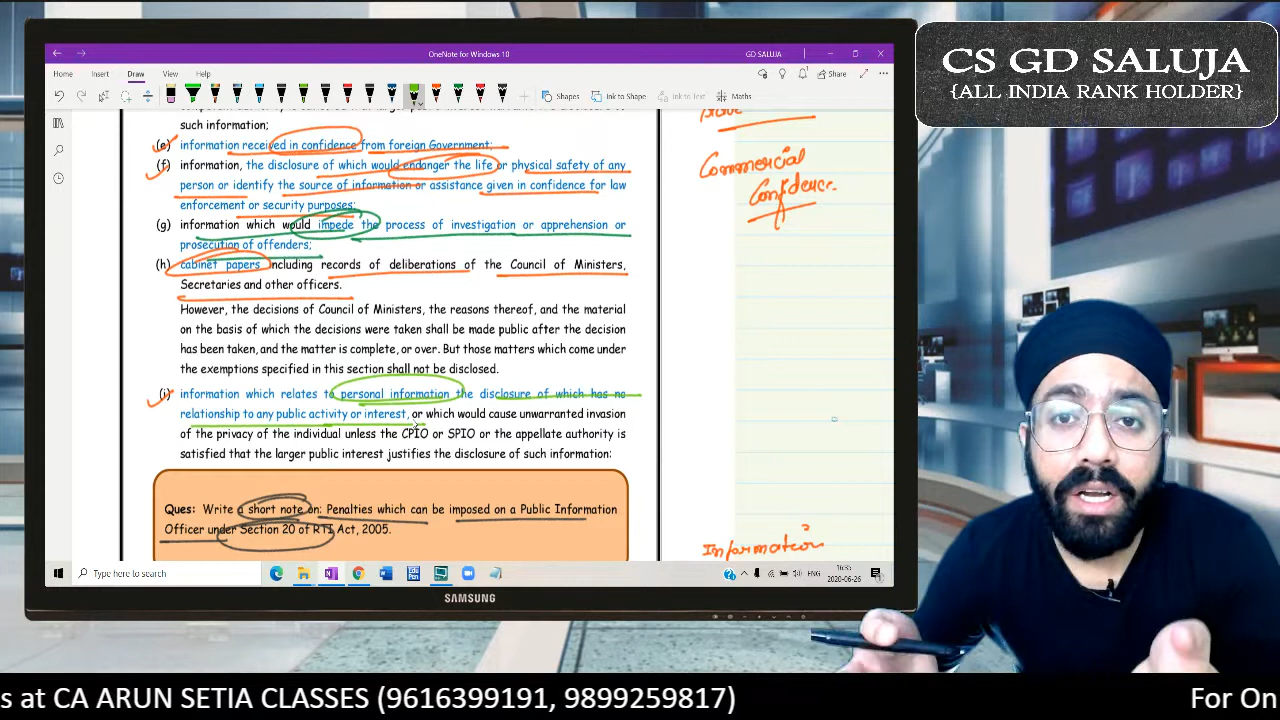 CS GD SALUJA
{ALL INDIA RANK HOLDER}
OneNote for Windows 10
GD SALUJA
Home Insert Draw View Help
Share
Shapes Ink to Shape Ink to Text Maths
such information;
(e) information received in confidence from foreign Government;
(f) information, the disclosure of which would endanger the life or physical safety of any
person or identify the source of information or assistance given in confidence for law
enforcement or security purposes;
(g) information which would impede the process of investigation or apprehension or
prosecution of offenders;
(h) cabinet papers including records of deliberations of the Council of Ministers,
Secretaries and other officers.
However, the decisions of Council of Ministers, the reasons thereof, and the material
on the basis of which the decisions were taken shall be made public after the decision
has been taken, and the matter is complete, or over. But those matters which come under
the exemptions specified in this section shall not be disclosed.
(i) information which relates to personal information the disclosure of which has no
relationship to any public activity or interest, or which would cause unwarranted invasion
of the privacy of the individual unless the CPIO or SPIO or the appellate authority is
satisfied that the larger public interest justifies the disclosure of such information:
Ques: Write a short note on: Penalties which can be imposed on a Public Information
Officer under Section 20 of RTI Act, 2005.
Commercial
Confidence
Information
Type here to search
ENG
16:35
2020-06-26
SAMSUNG
s at CA ARUN SETIA CLASSES (9616399191, 9899259817)
For On